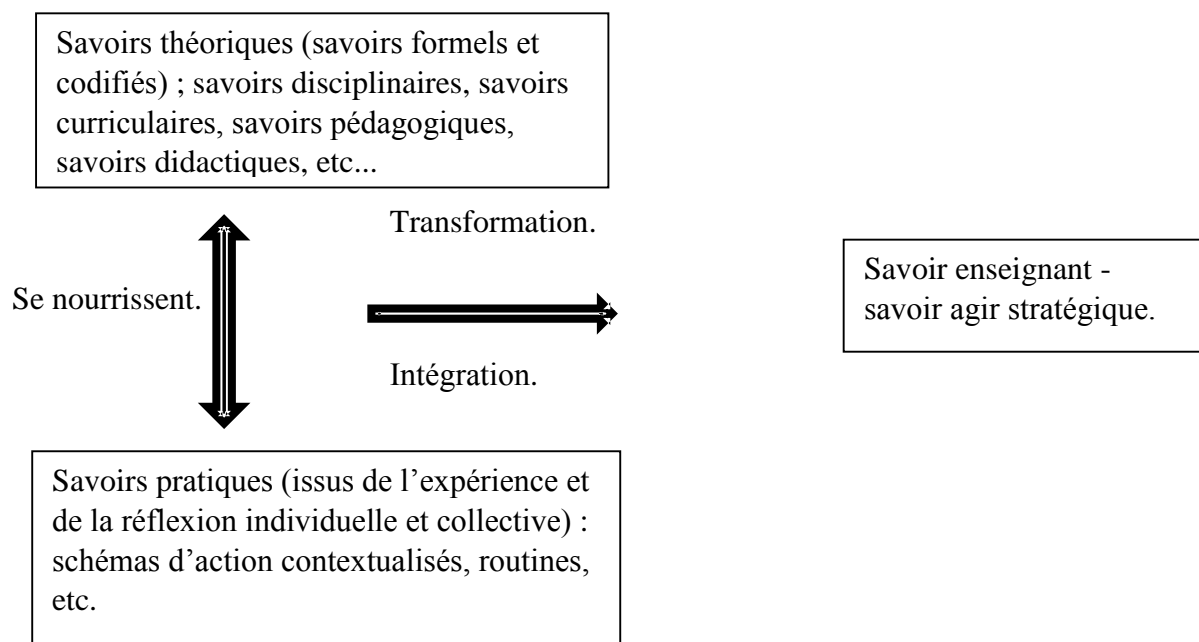 Savoirs théoriques (savoirs formels et
codifiés) ; savoirs disciplinaires, savoirs
curriculaires, savoirs pédagogiques,
savoirs didactiques, etc...
Transformation.
Se nourrissent.
Savoir enseignant -
savoir agir stratégique.
Intégration.
Savoirs pratiques (issus de l’expérience et
de la réflexion individuelle et collective) :
schémas d’action contextualisés, routines,
etc.